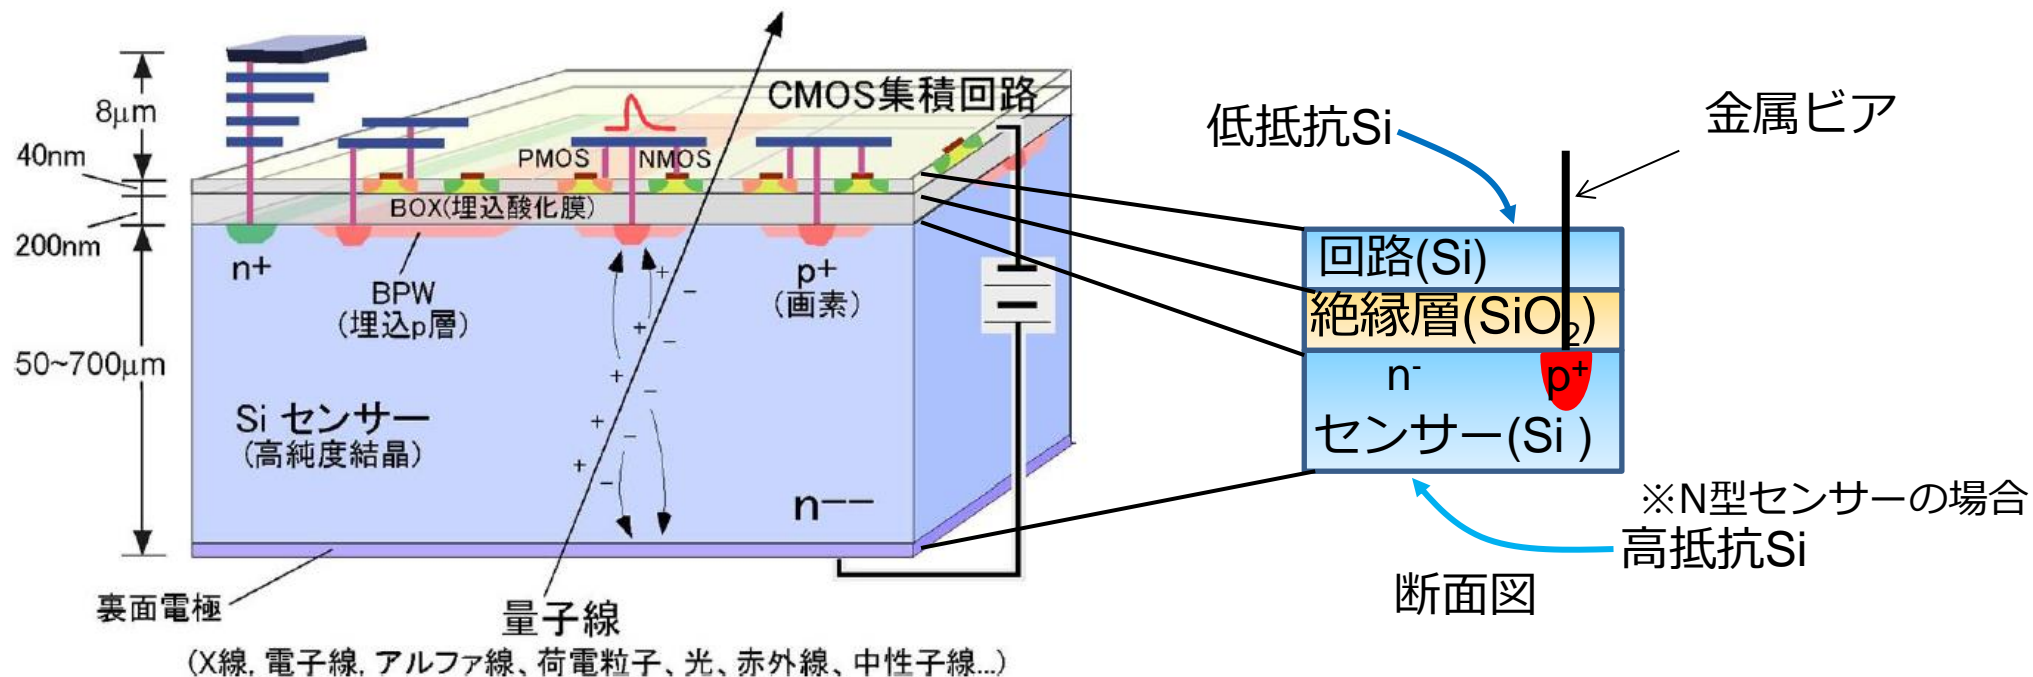 8μm
40nm
200nm
50~700μm
CMOS集積回路
PMOS
NMOS
BOX(埋込酸化膜)
n+
BPW
(埋込p層)
p+
(画素)
Si センサー
(高純度結晶)
n−−
+
−
+
−
+
−
+
−
+
−
裏面電極
量子線
(X線, 電子線, アルファ線、荷電粒子、光、赤外線、中性子線...)
低抵抗Si
金属ビア
回路(Si)
絶縁層(SiO2)
n-
p+
センサー(Si )
※N型センサーの場合
高抵抗Si
断面図